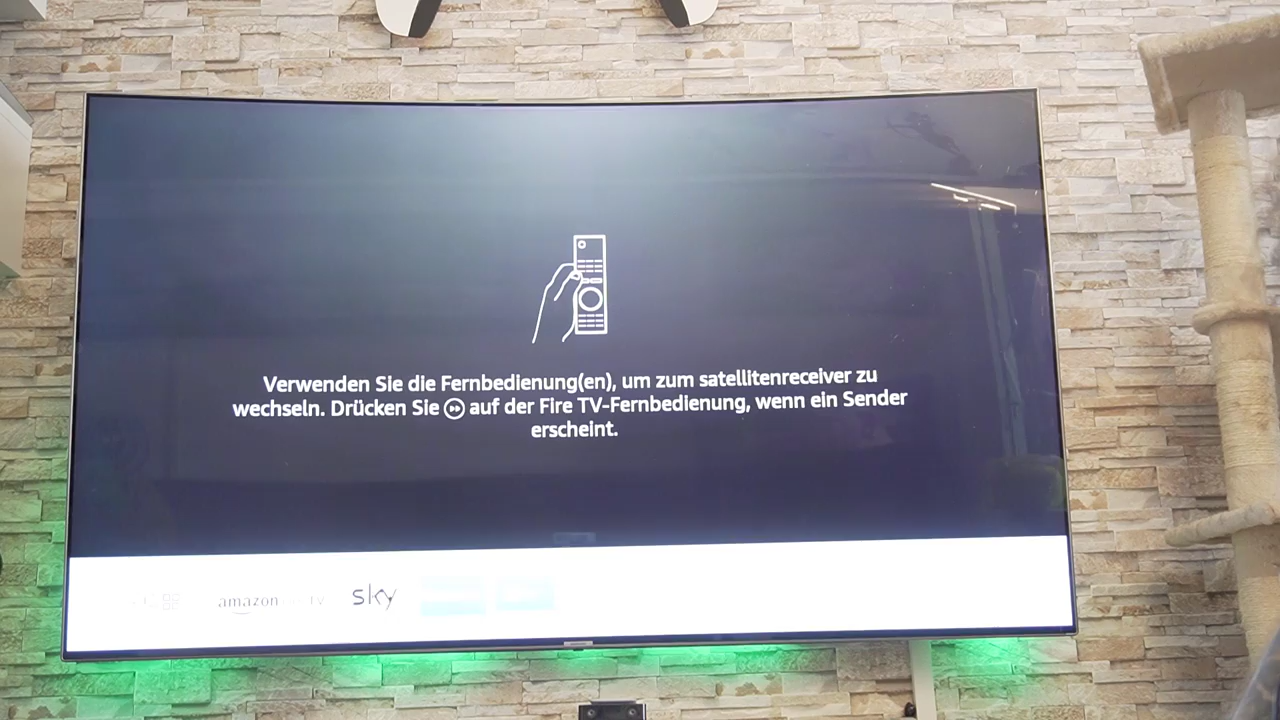 Verwenden Sie die Fernbedienung(en), um zum satellitenreceiver zu
wechseln. Drücken Sie auf der Fire TV-Fernbedienung, wenn ein Sender
erscheint.
amazon TV
sky